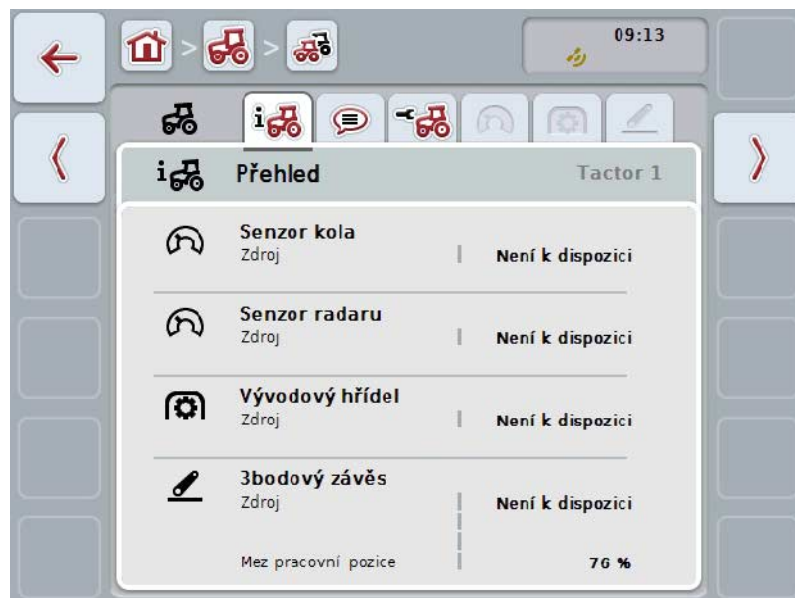 09:13
Přehled
Tactor 1
Senzor kola
Zdroj
Není k dispozici
Senzor radaru
Zdroj
Není k dispozici
Vývodový hřídel
Zdroj
Není k dispozici
3bodový závěs
Zdroj
Není k dispozici
Mez pracovní pozice
76 %